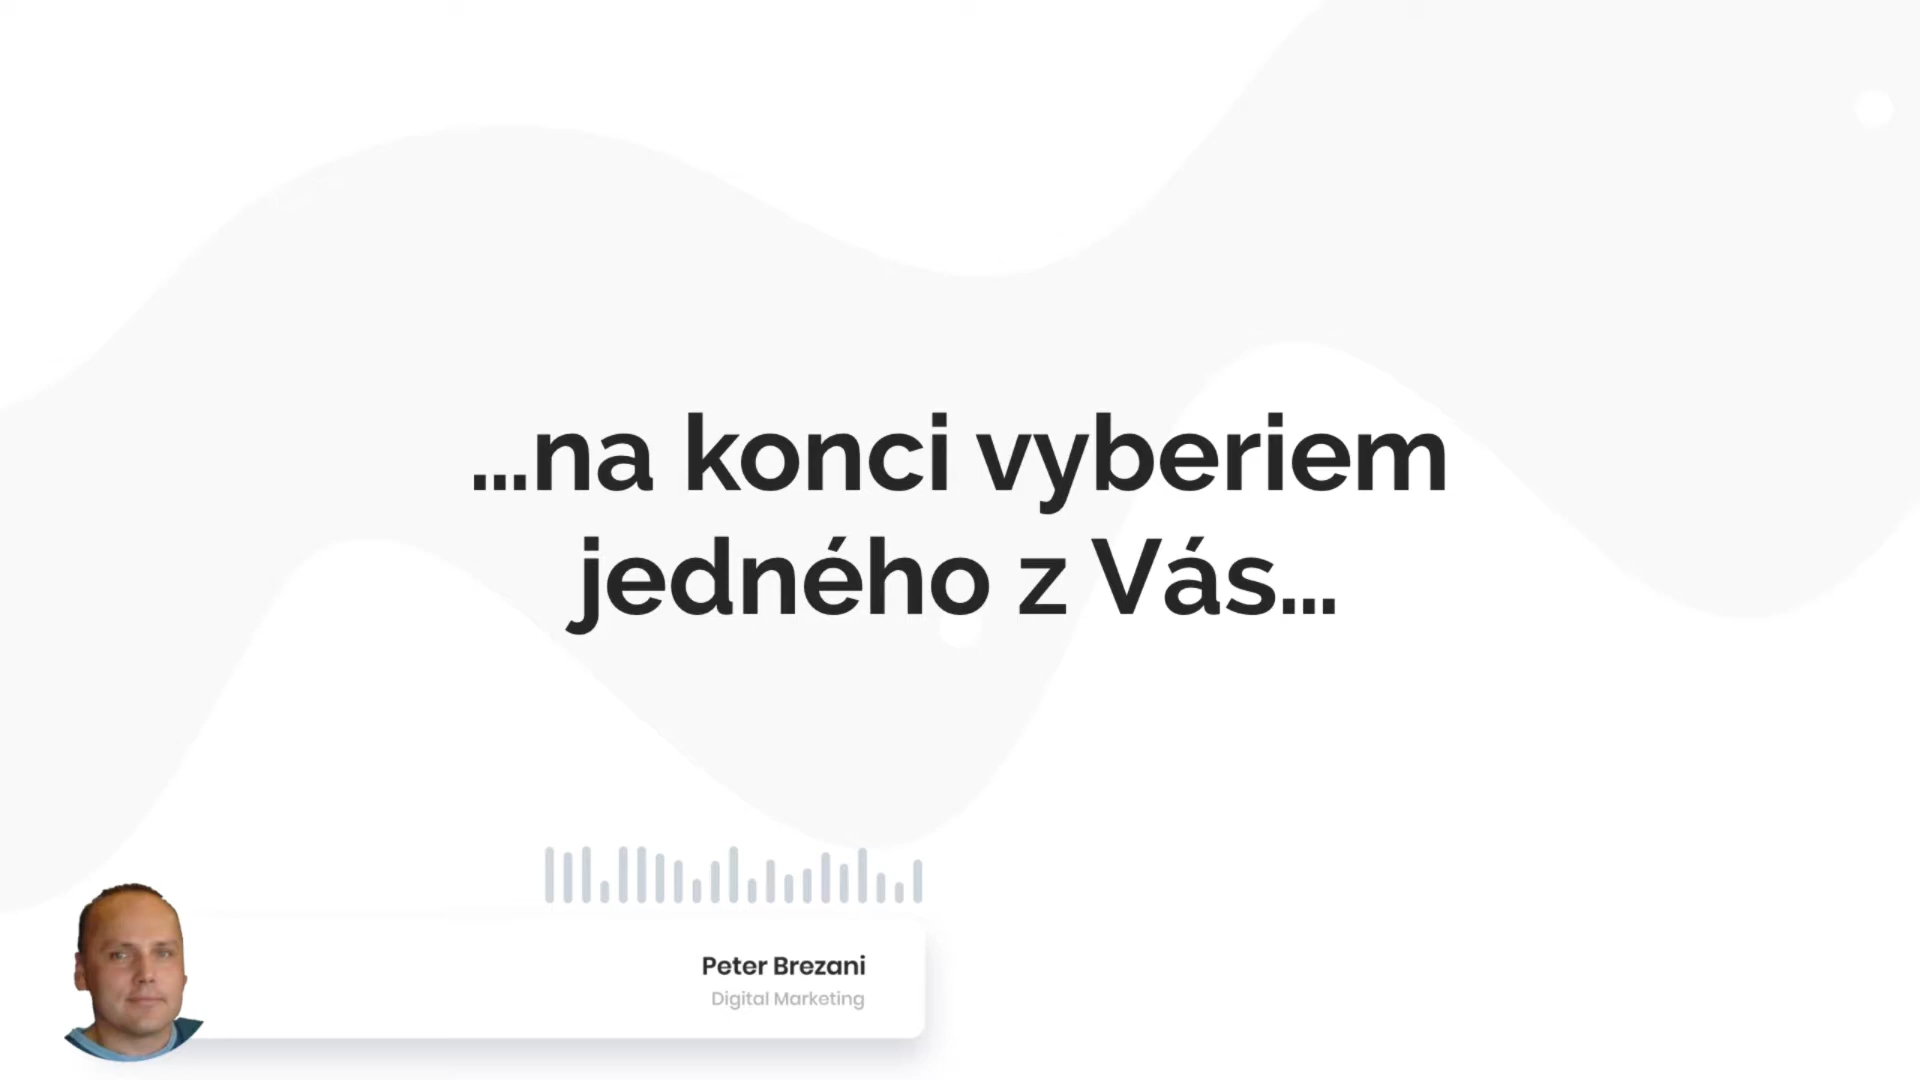 ...na konci vyberiem
jedného z Vás...
Peter Brezani
Digital Marketing